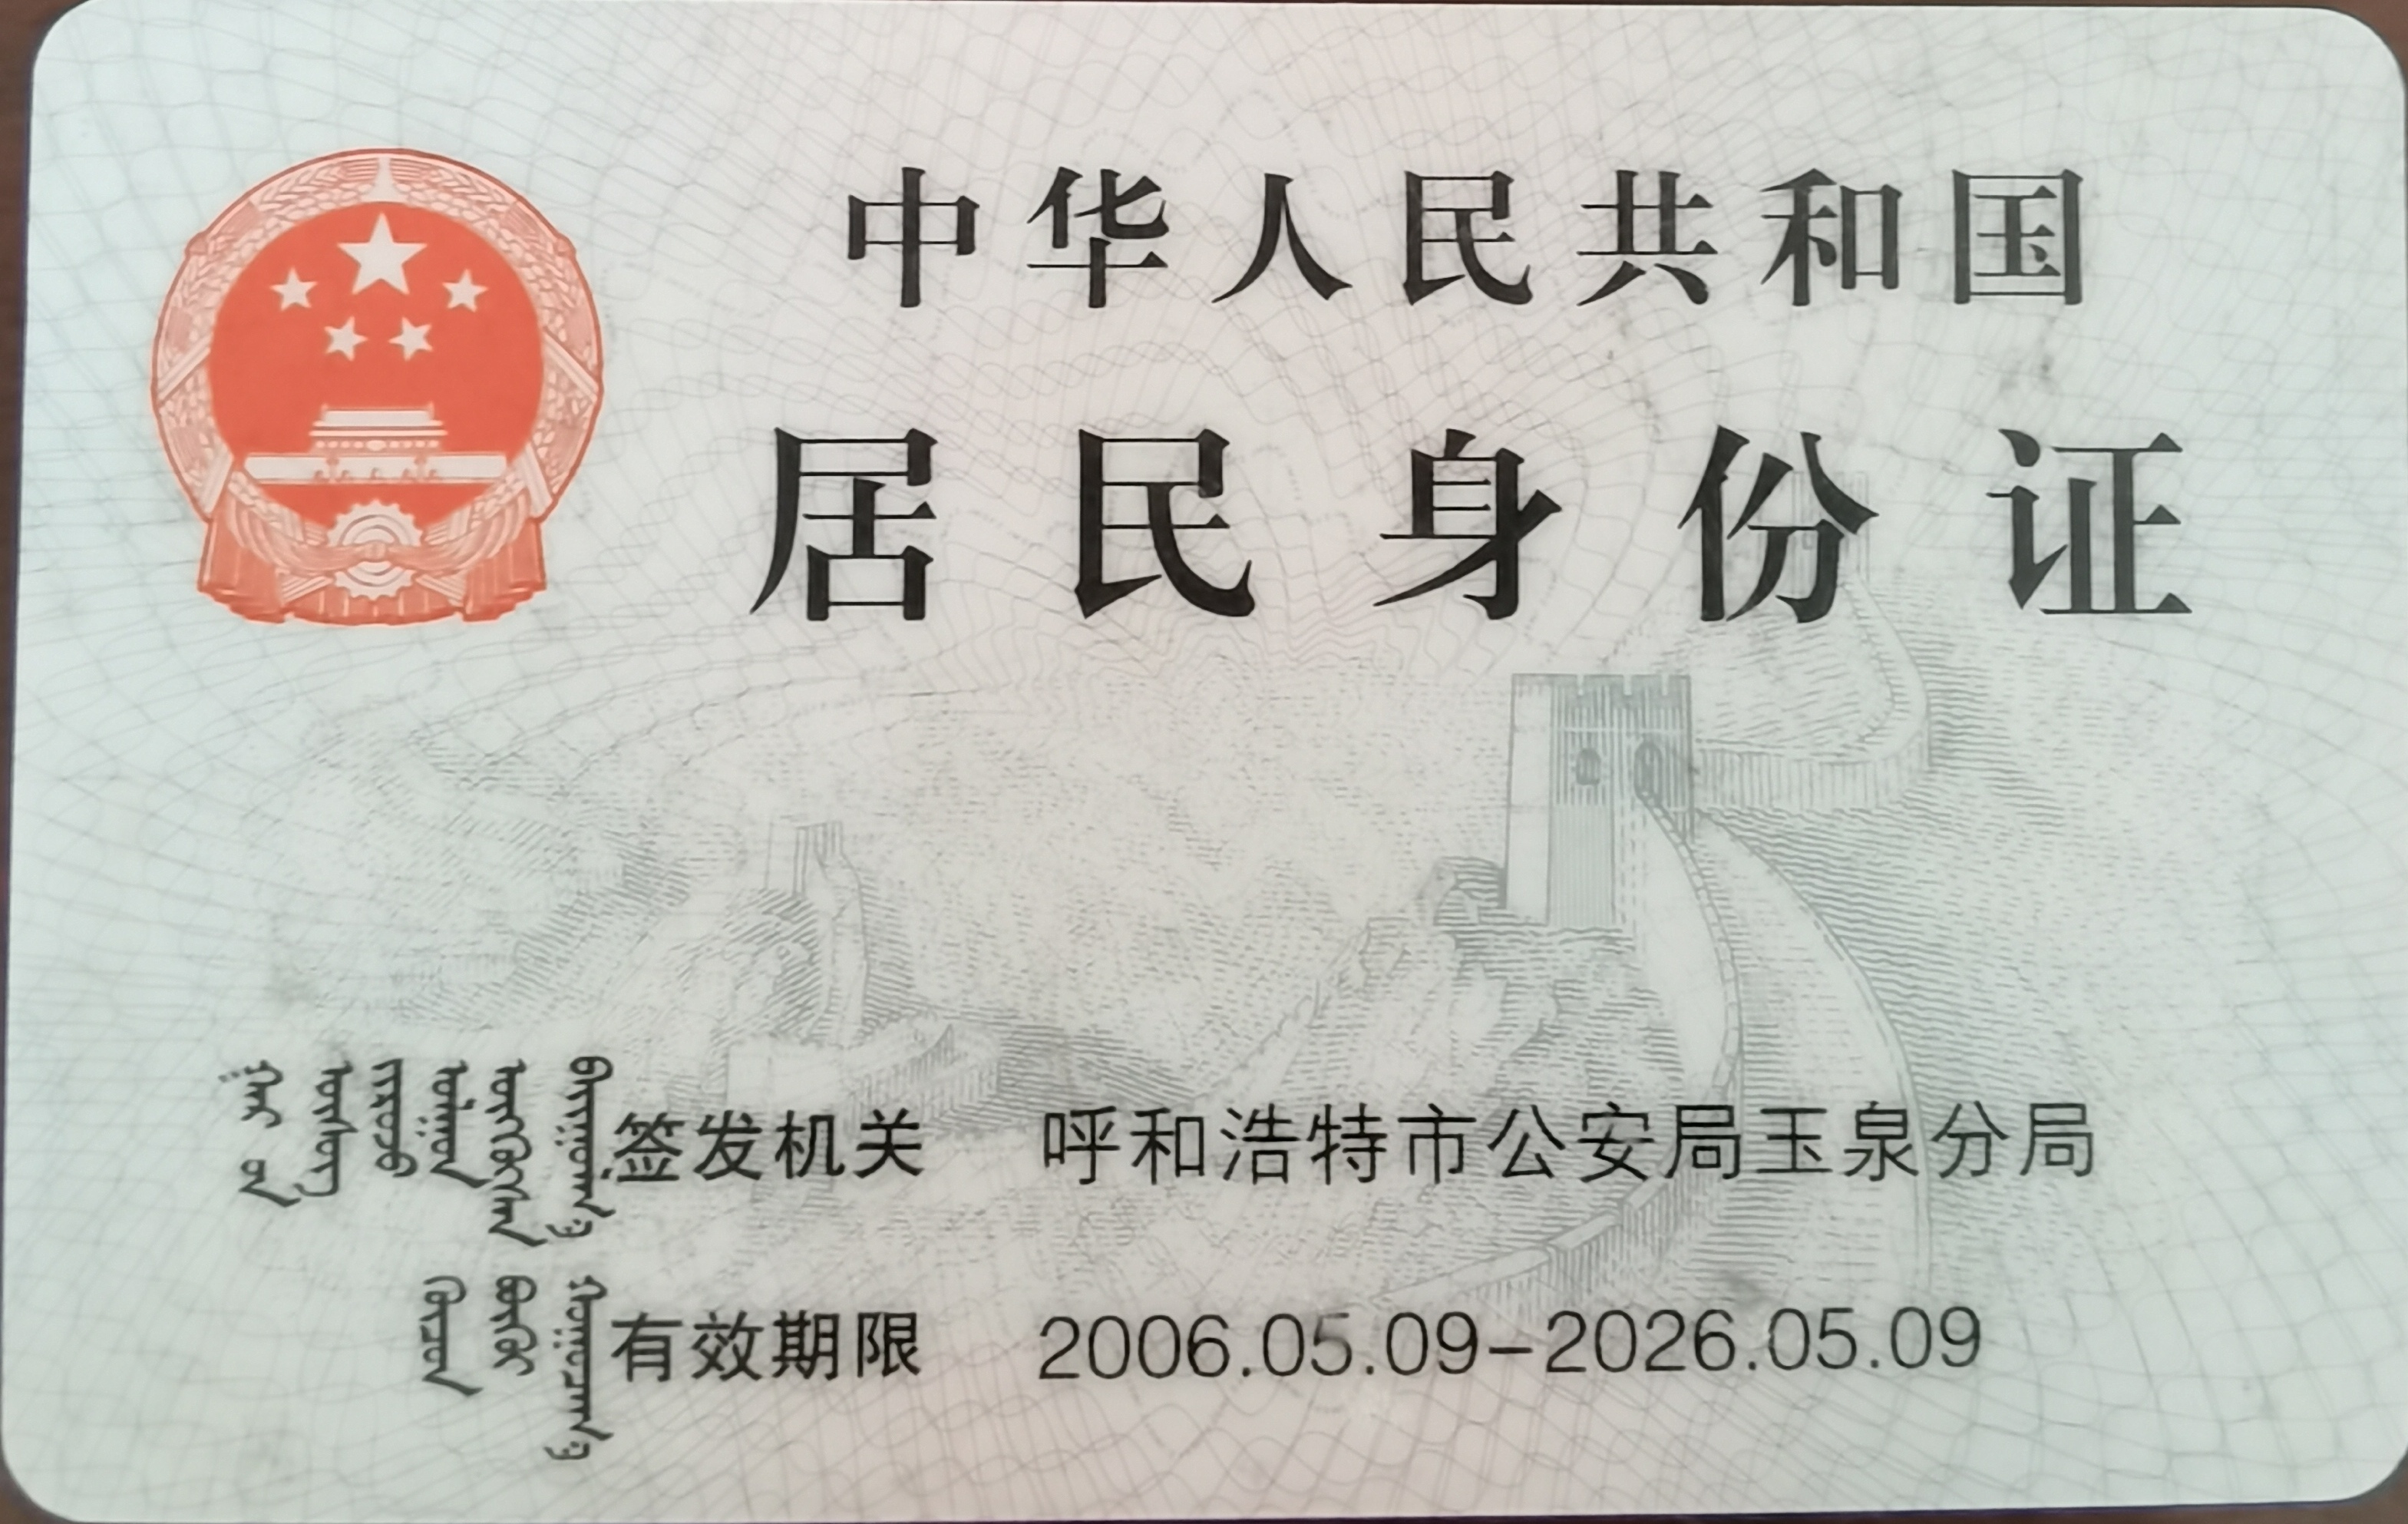 中华人民共和国
居民身份证
签发机关 呼和浩特市公安局玉泉分局
有效期限 2006.05.09-2026.05.09